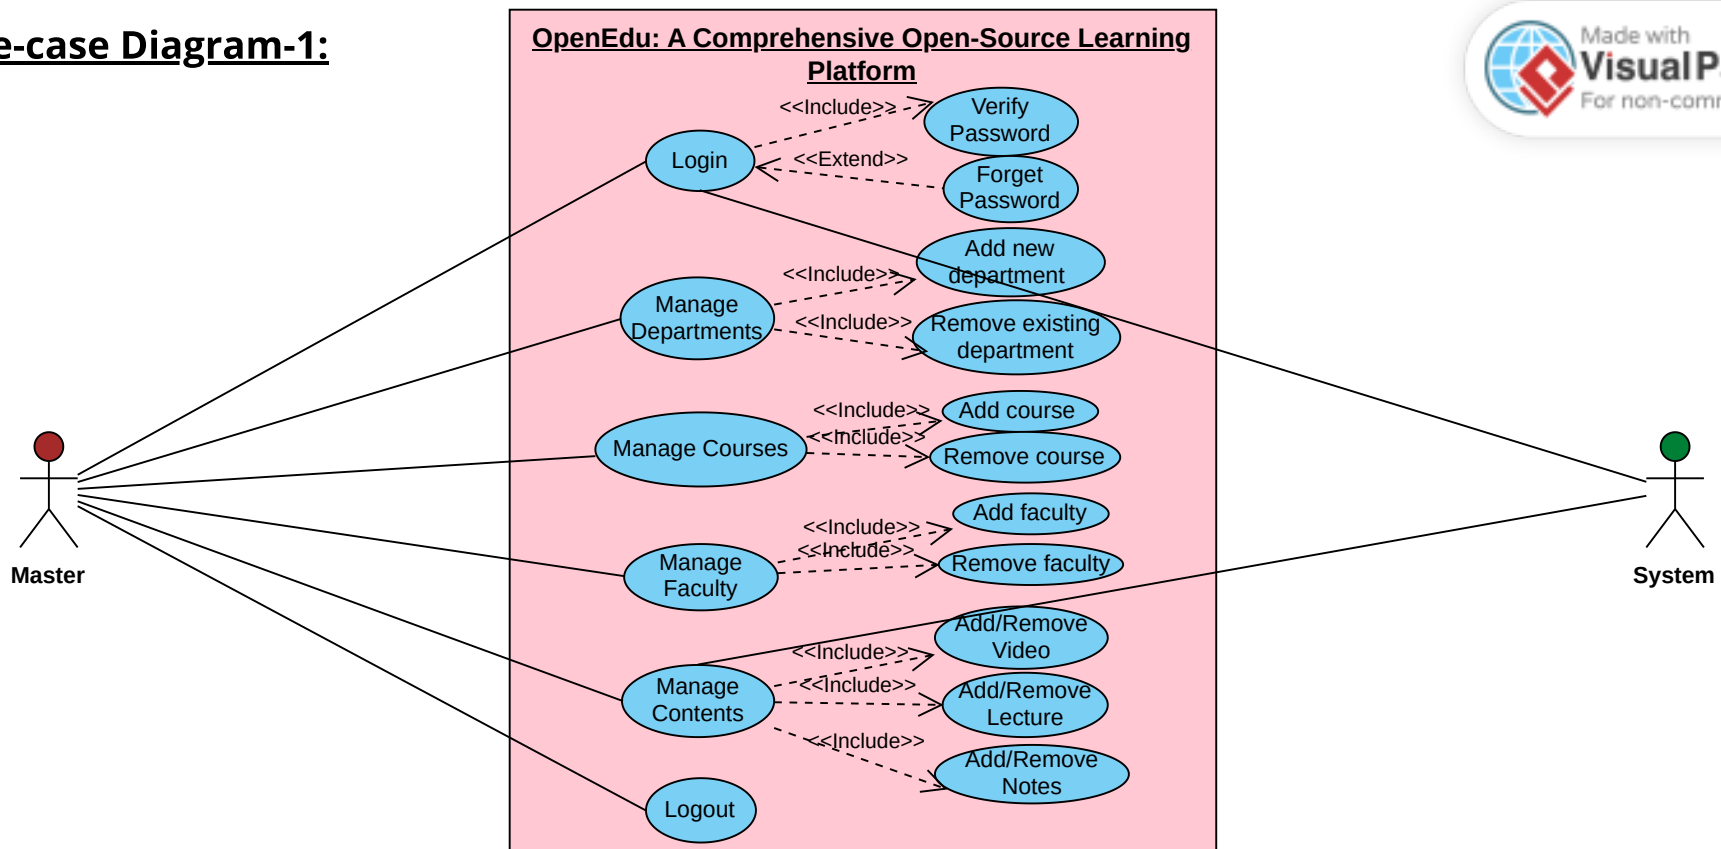 e-case Diagram-1:
OpenEdu: A Comprehensive Open-Source Learning
Platform
Made with
Visual
For non-comm
<<Include>>
Verify
Password
Login
<<Extend>>
Forget
Password
Add new
department
<<Include>>
Manage
Departments
<<Include>>
Remove existing
department
<<Include>>
Add course
Manage Courses
<<Include>>
Remove course
<<Include>>
Add faculty
Manage
Faculty
<<Include>>
Remove faculty
Master
System
Add/Remove
Video
<<Include>>
Manage
Contents
<<Include>>
Add/Remove
Lecture
<<Include>>
Add/Remove
Notes
Logout